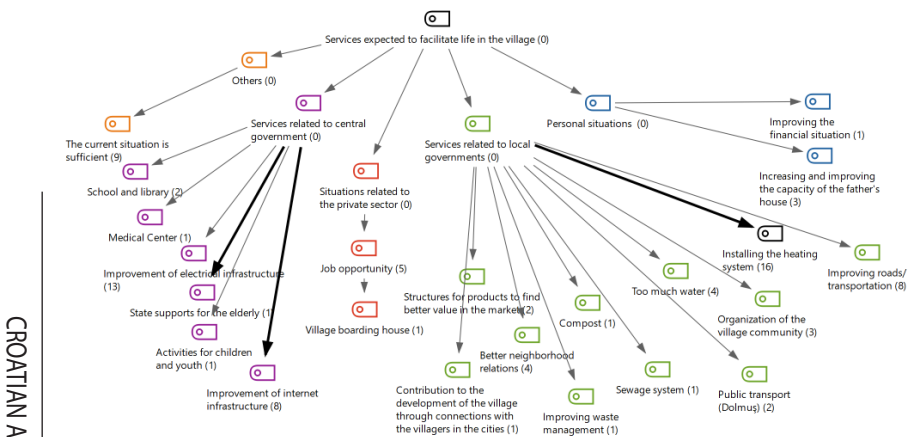 Services expected to facilitate life in the village (0)
Others (0)
The current situation is
sufficient (9)
Services related to central
government (0)
School and library (2)
Medical Center (1)
Improvement of electrical infrastructure
(13)
State supports for the elderly (1)
Activities for children
and youth (1)
Improvement of internet
infrastructure (8)
Situations related to
the private sector (0)
Job opportunity (5)
Village boarding house (1)
Services related to local
governments (0)
Structures for products to find
better value in the market(2)
Contribution to the
development of the village
through connections with
the villagers in the cities (1)
Better neighborhood
relations (4)
Compost (1)
Improving waste
management (1)
Sewage system (1)
Too much water (4)
Public transport
(Dolmuş) (2)
Organization of the
village community (3)
Installing the heating
system (16)
Improving roads/
transportation (8)
Personal situations (0)
Improving the
financial situation (1)
Increasing and improving
the capacity of the father's
house (3)
CROATIAN A